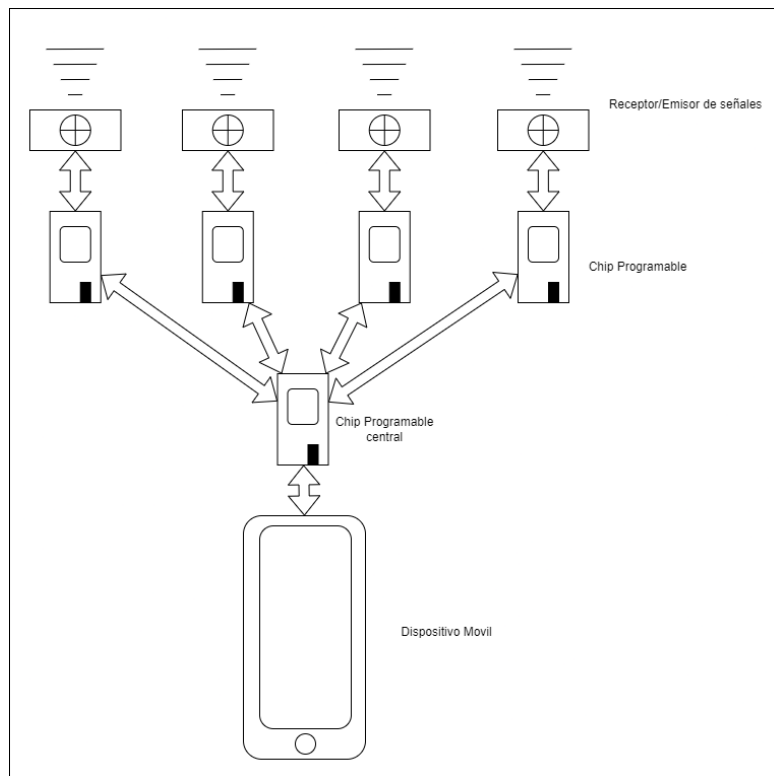 Receptor/Emisor de señales
Chip Programable
Chip Programable
central
Dispositivo Movil